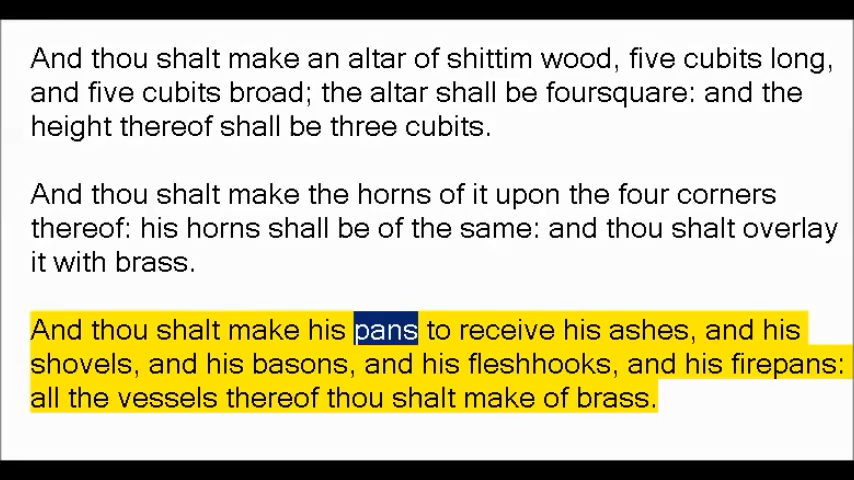 And thou shalt make an altar of shittim wood, five cubits long,
and five cubits broad; the altar shall be foursquare: and the
height thereof shall be three cubits.
And thou shalt make the horns of it upon the four corners
thereof: his horns shall be of the same: and thou shalt overlay
it with brass.
And thou shalt make his pans to receive his ashes, and his
shovels, and his basons, and his fleshhooks, and his firepans:
all the vessels thereof thou shalt make of brass.